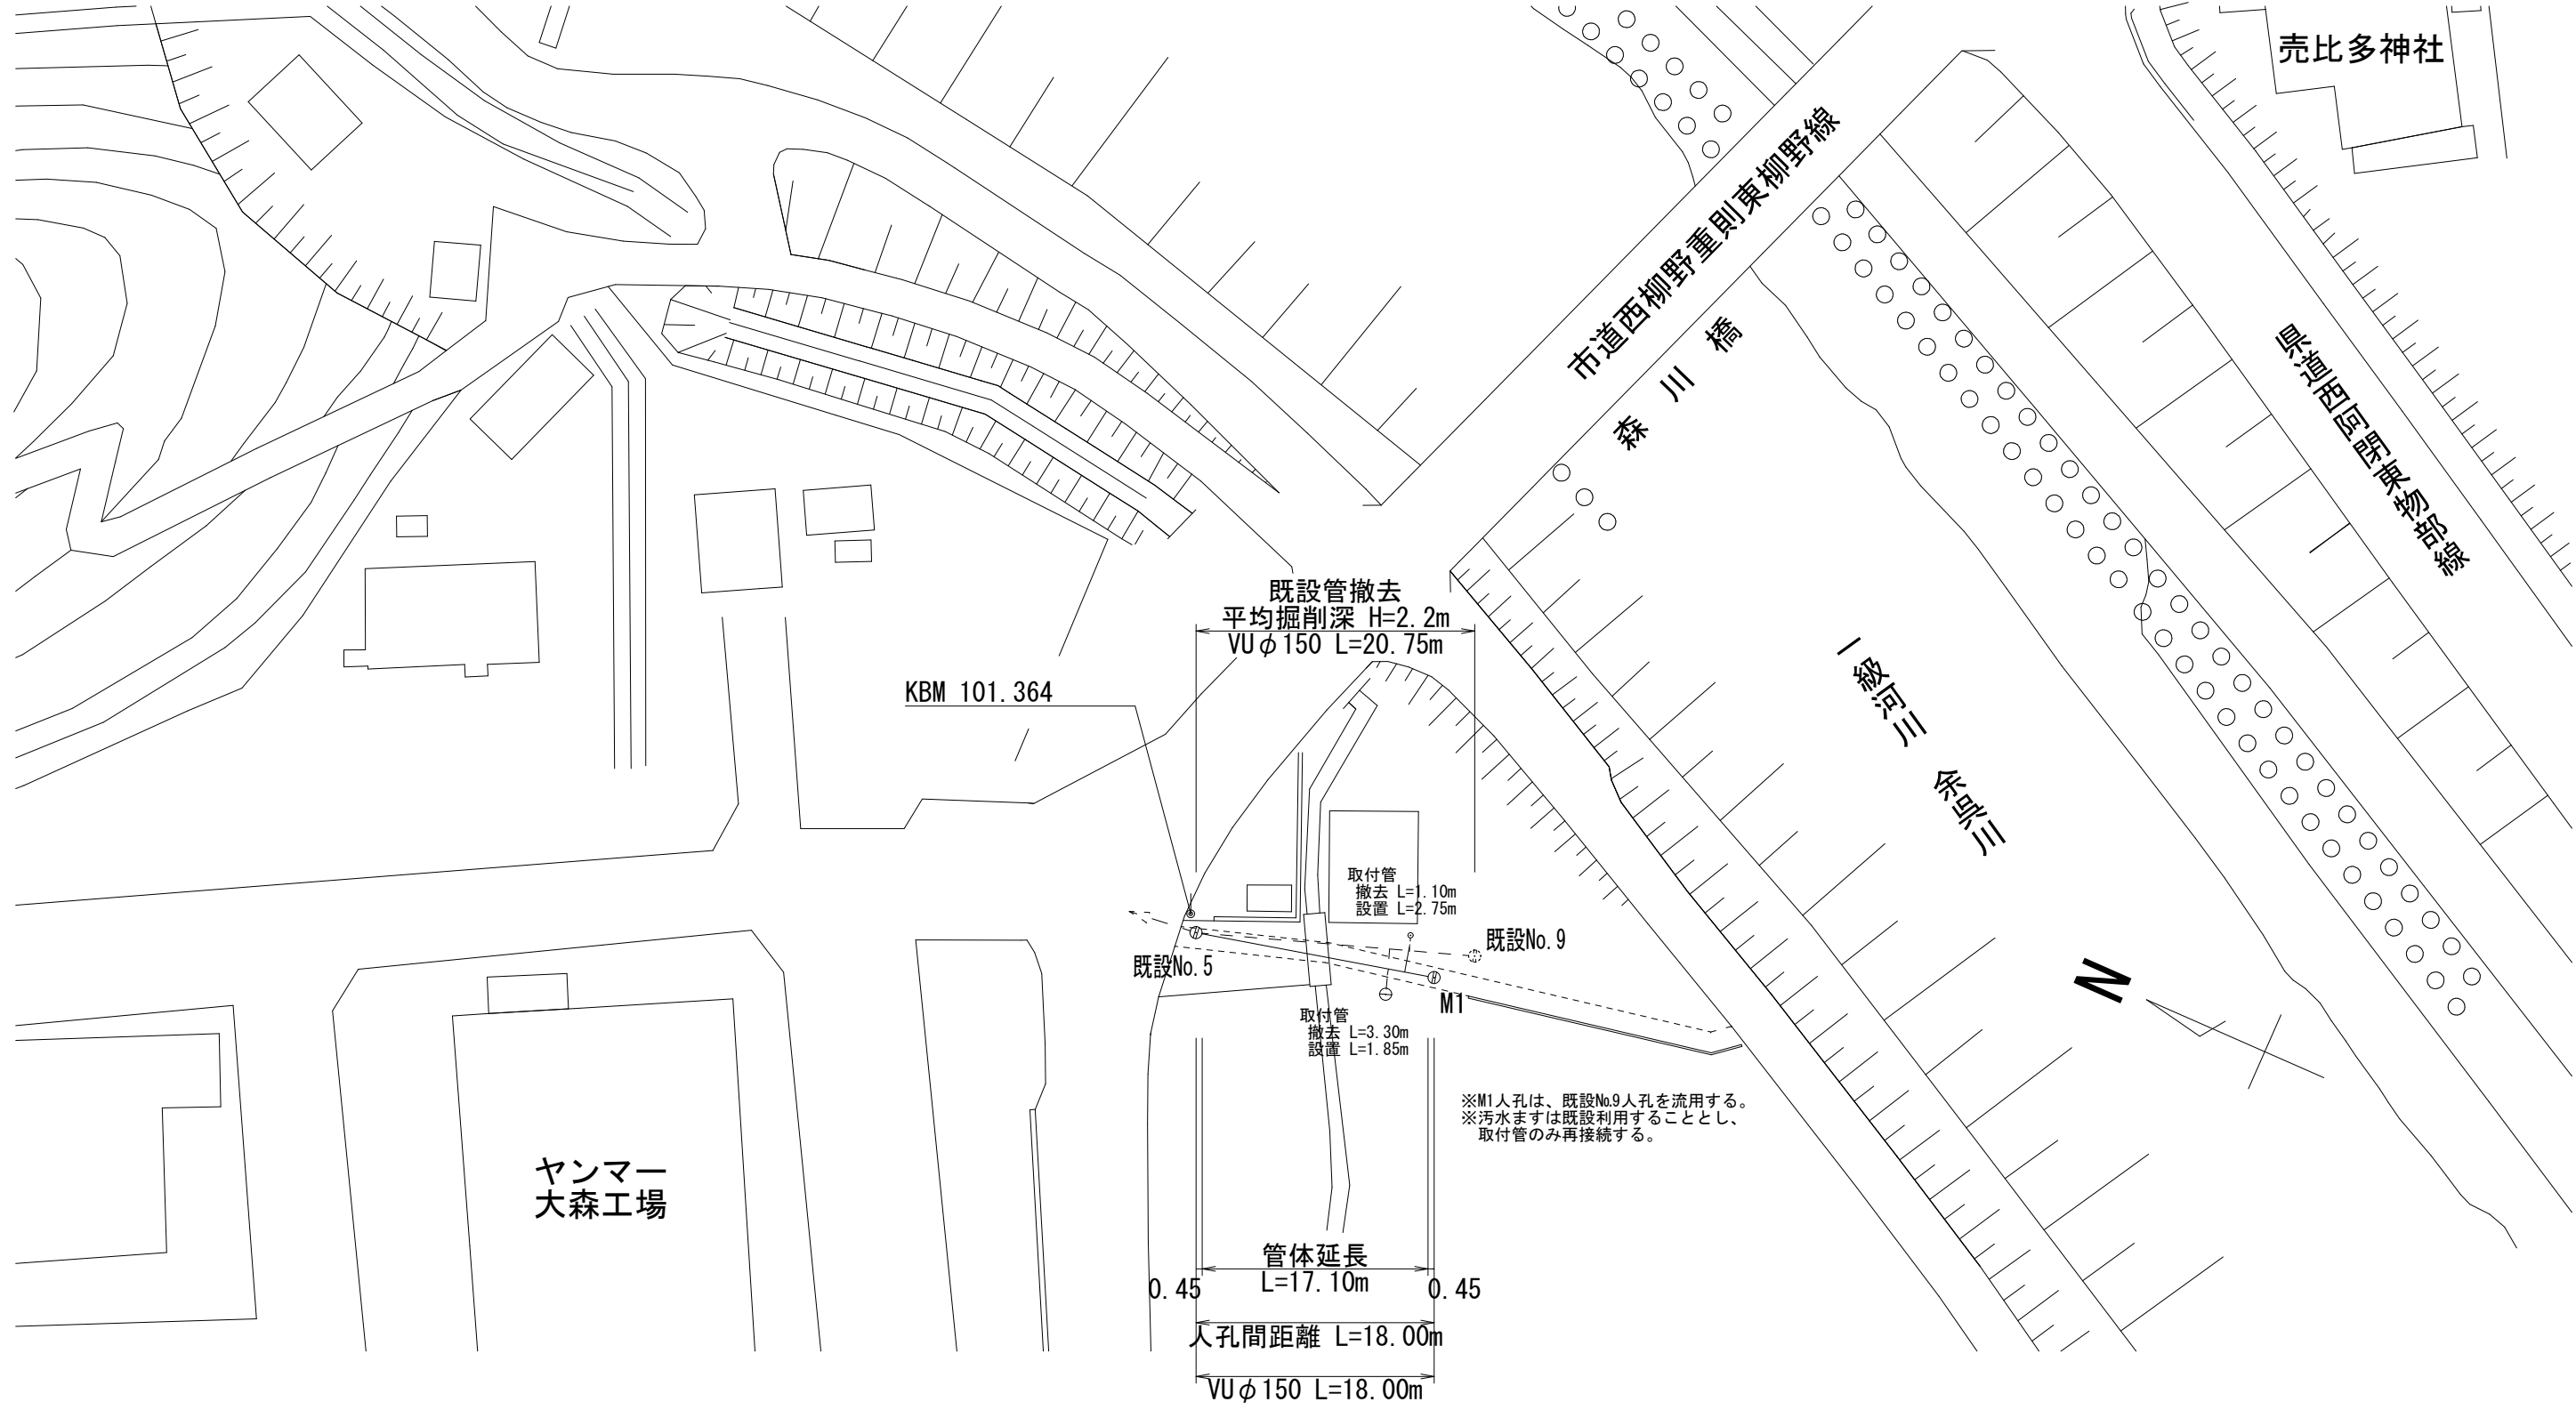 売比多神社
市道西柳野重則東柳野線
森川橋
県道西阿閉東物部線
既設管撤去
平均掘削深 H=2.2m
VUφ150 L=20.75m
KBM 101.364
一級河川 余呉川
取付管
撤去 L=1.10m
設置 L=2.75m
既設No.9
既設No.5
M1
N
取付管
撤去 L=3.30m
設置 L=1.85m
※M1人孔は、既設No.9人孔を流用する。
※汚水ますは既設利用することとし、
取付管のみ再接続する。
ヤンマー
大森工場
管体延長
L=17.10m
0.45
0.45
人孔間距離 L=18.00m
VUφ150 L=18.00m